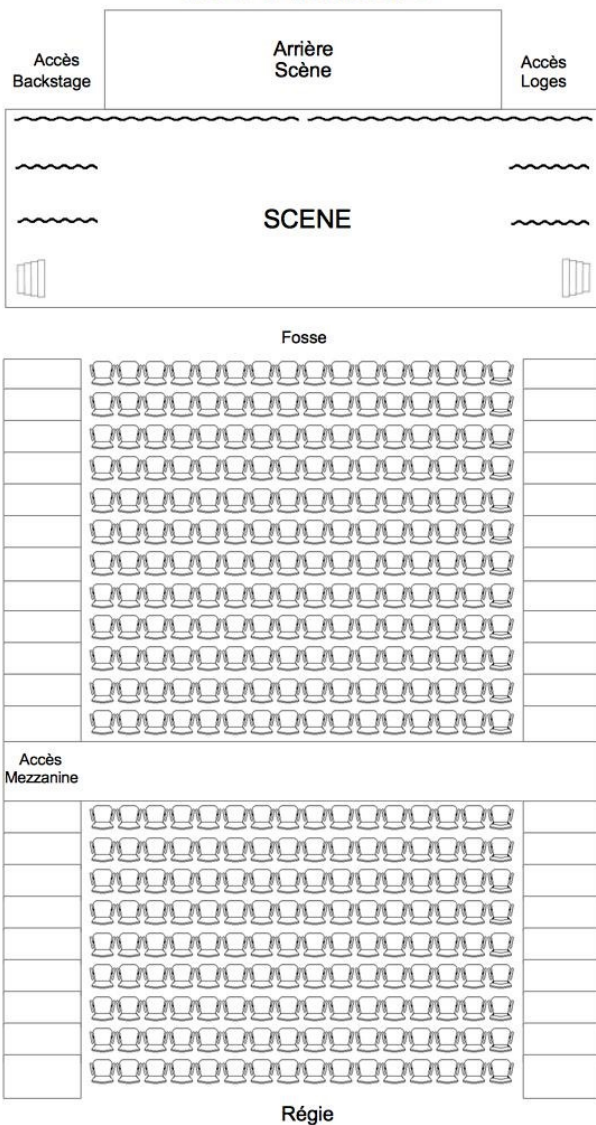 Accès
Backstage
Arrière
Scène
Accès
Loges
SCENE
Fosse
Accès
Mezzanine
Régie